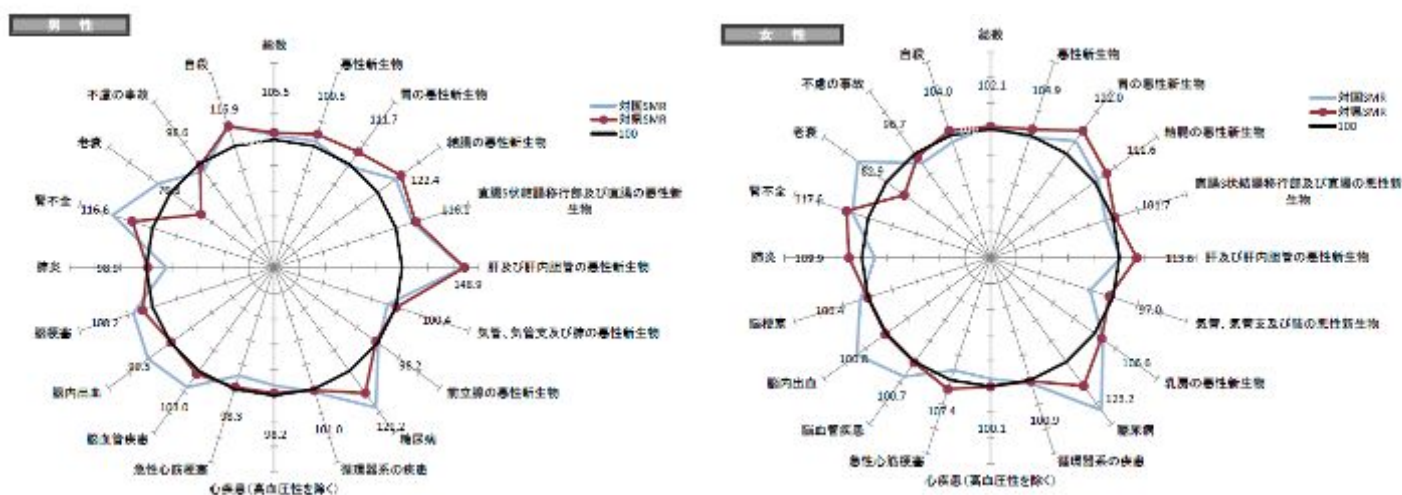 男 性
総数
悪性新生物
胃の悪性新生物
結腸の悪性新生物
直腸S状結腸移行部及び直腸の悪性新
生物
肝及び肝内胆管の悪性新生物
気管、気管支及び肺の悪性新生物
前立腺の悪性新生物
糖尿病
循環器系の疾患
心疾患(高血圧性を除く)
急性心筋梗塞
脳血管疾患
脳内出血
脳梗塞
肺炎
腎不全
老衰
不慮の事故
自殺
105.5
100.5
111.7
122.4
116.1
148.9
100.4
101.0
98.2
103.0
98.9
116.6
対国SMR
対県SMR
100
女 性
総数
悪性新生物
胃の悪性新生物
結腸の悪性新生物
直腸S状結腸移行部及び直腸の悪性新
生物
肝及び肝内胆管の悪性新生物
気管、気管支及び肺の悪性新生物
乳房の悪性新生物
糖尿病
循環器系の疾患
心疾患(高血圧性を除く)
急性心筋梗塞
脳血管疾患
脳内出血
脳梗塞
肺炎
腎不全
老衰
不慮の事故
自殺
102.1
104.9
111.6
101.7
113.6
97.0
106.6
100.9
100.1
107.4
100.7
100.8
109.9
117.6
96.7
104.0
対国SMR
対県SMR
100